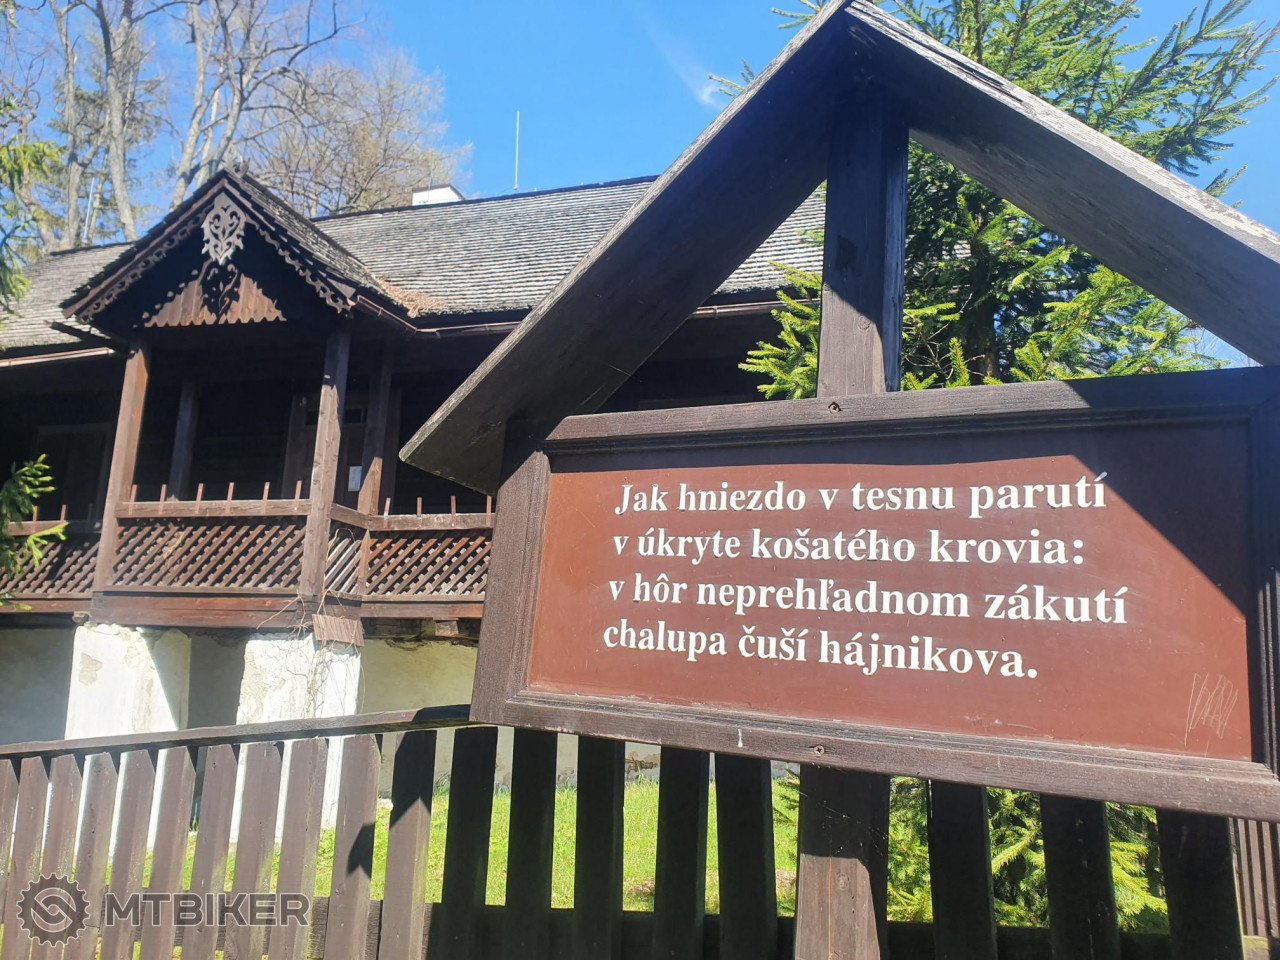 Jak hniezdo v tesnu parutí
v úkryte košatého krovia:
v hôr neprehľadnom zákutí
chalupa čuší hájnikova.
MTBIKER